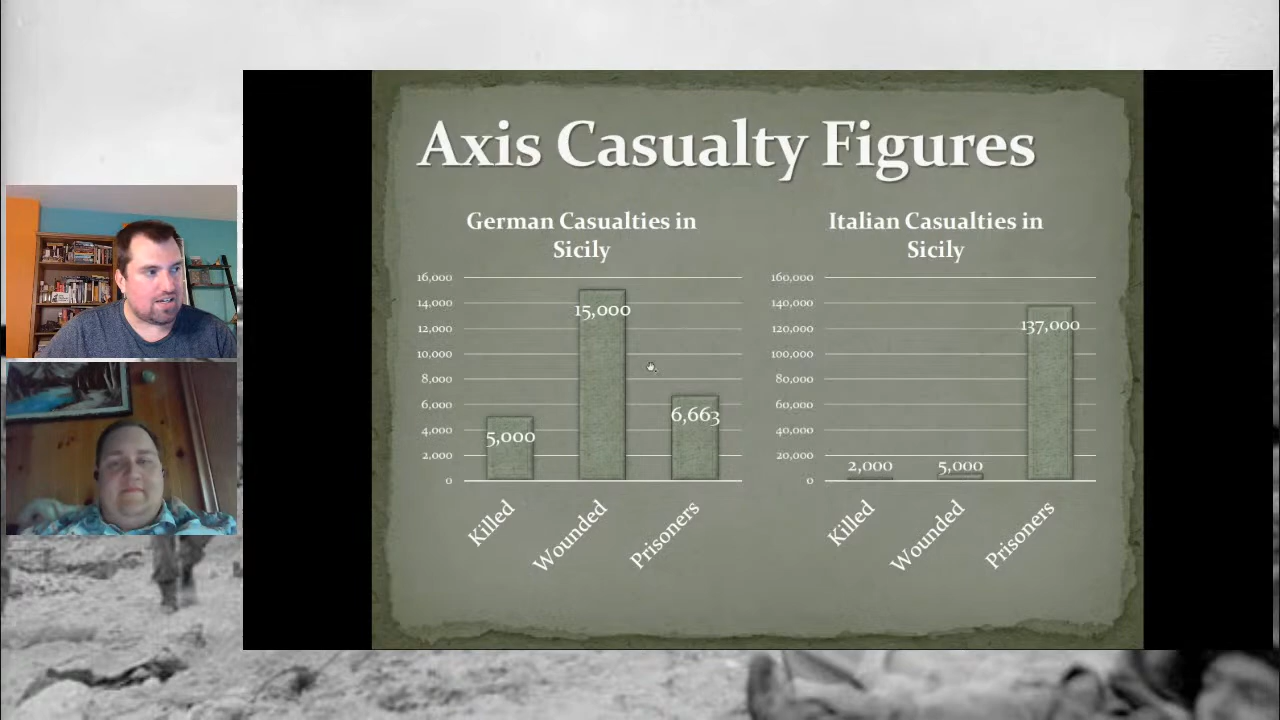 Axis Casualty Figures
German Casualties in
Sicily
16,000
14,000
12,000
10,000
8,000
6,000
4,000
2,000
0
15,000
6,663
5,000
Killed
Wounded
Prisoners
Italian Casualties in
Sicily
160,000
140,000
120,000
100,000
80,000
60,000
40,000
20,000
0
137,000
2,000
5,000
Killed
Wounded
Prisoners